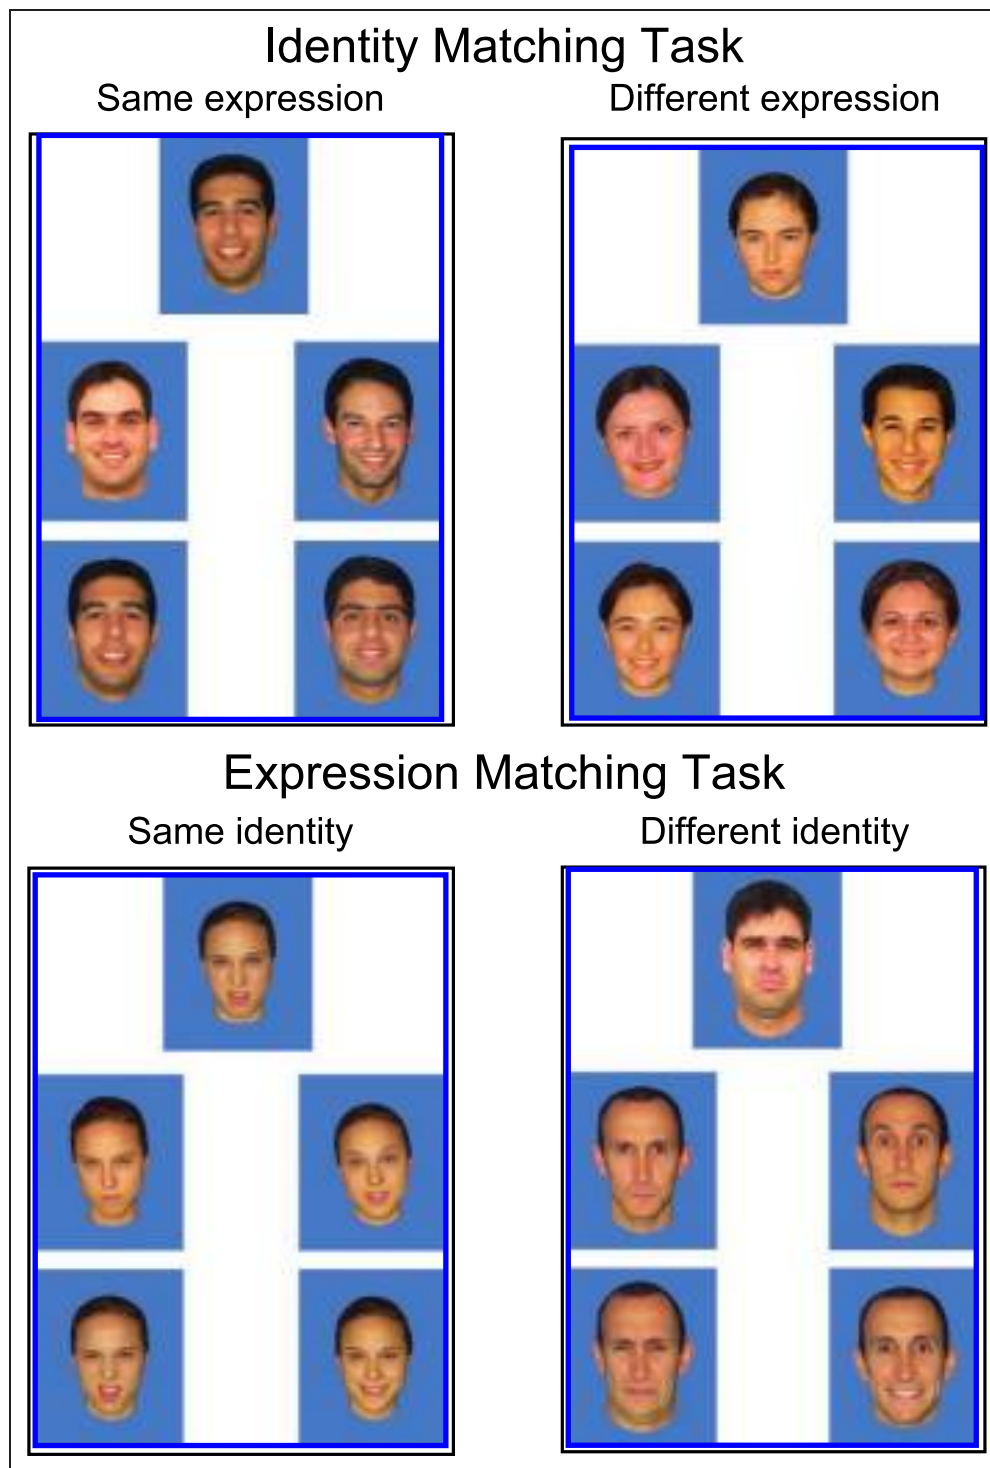 Identity Matching Task
Same expression
Different expression
Expression Matching Task
Same identity
Different identity